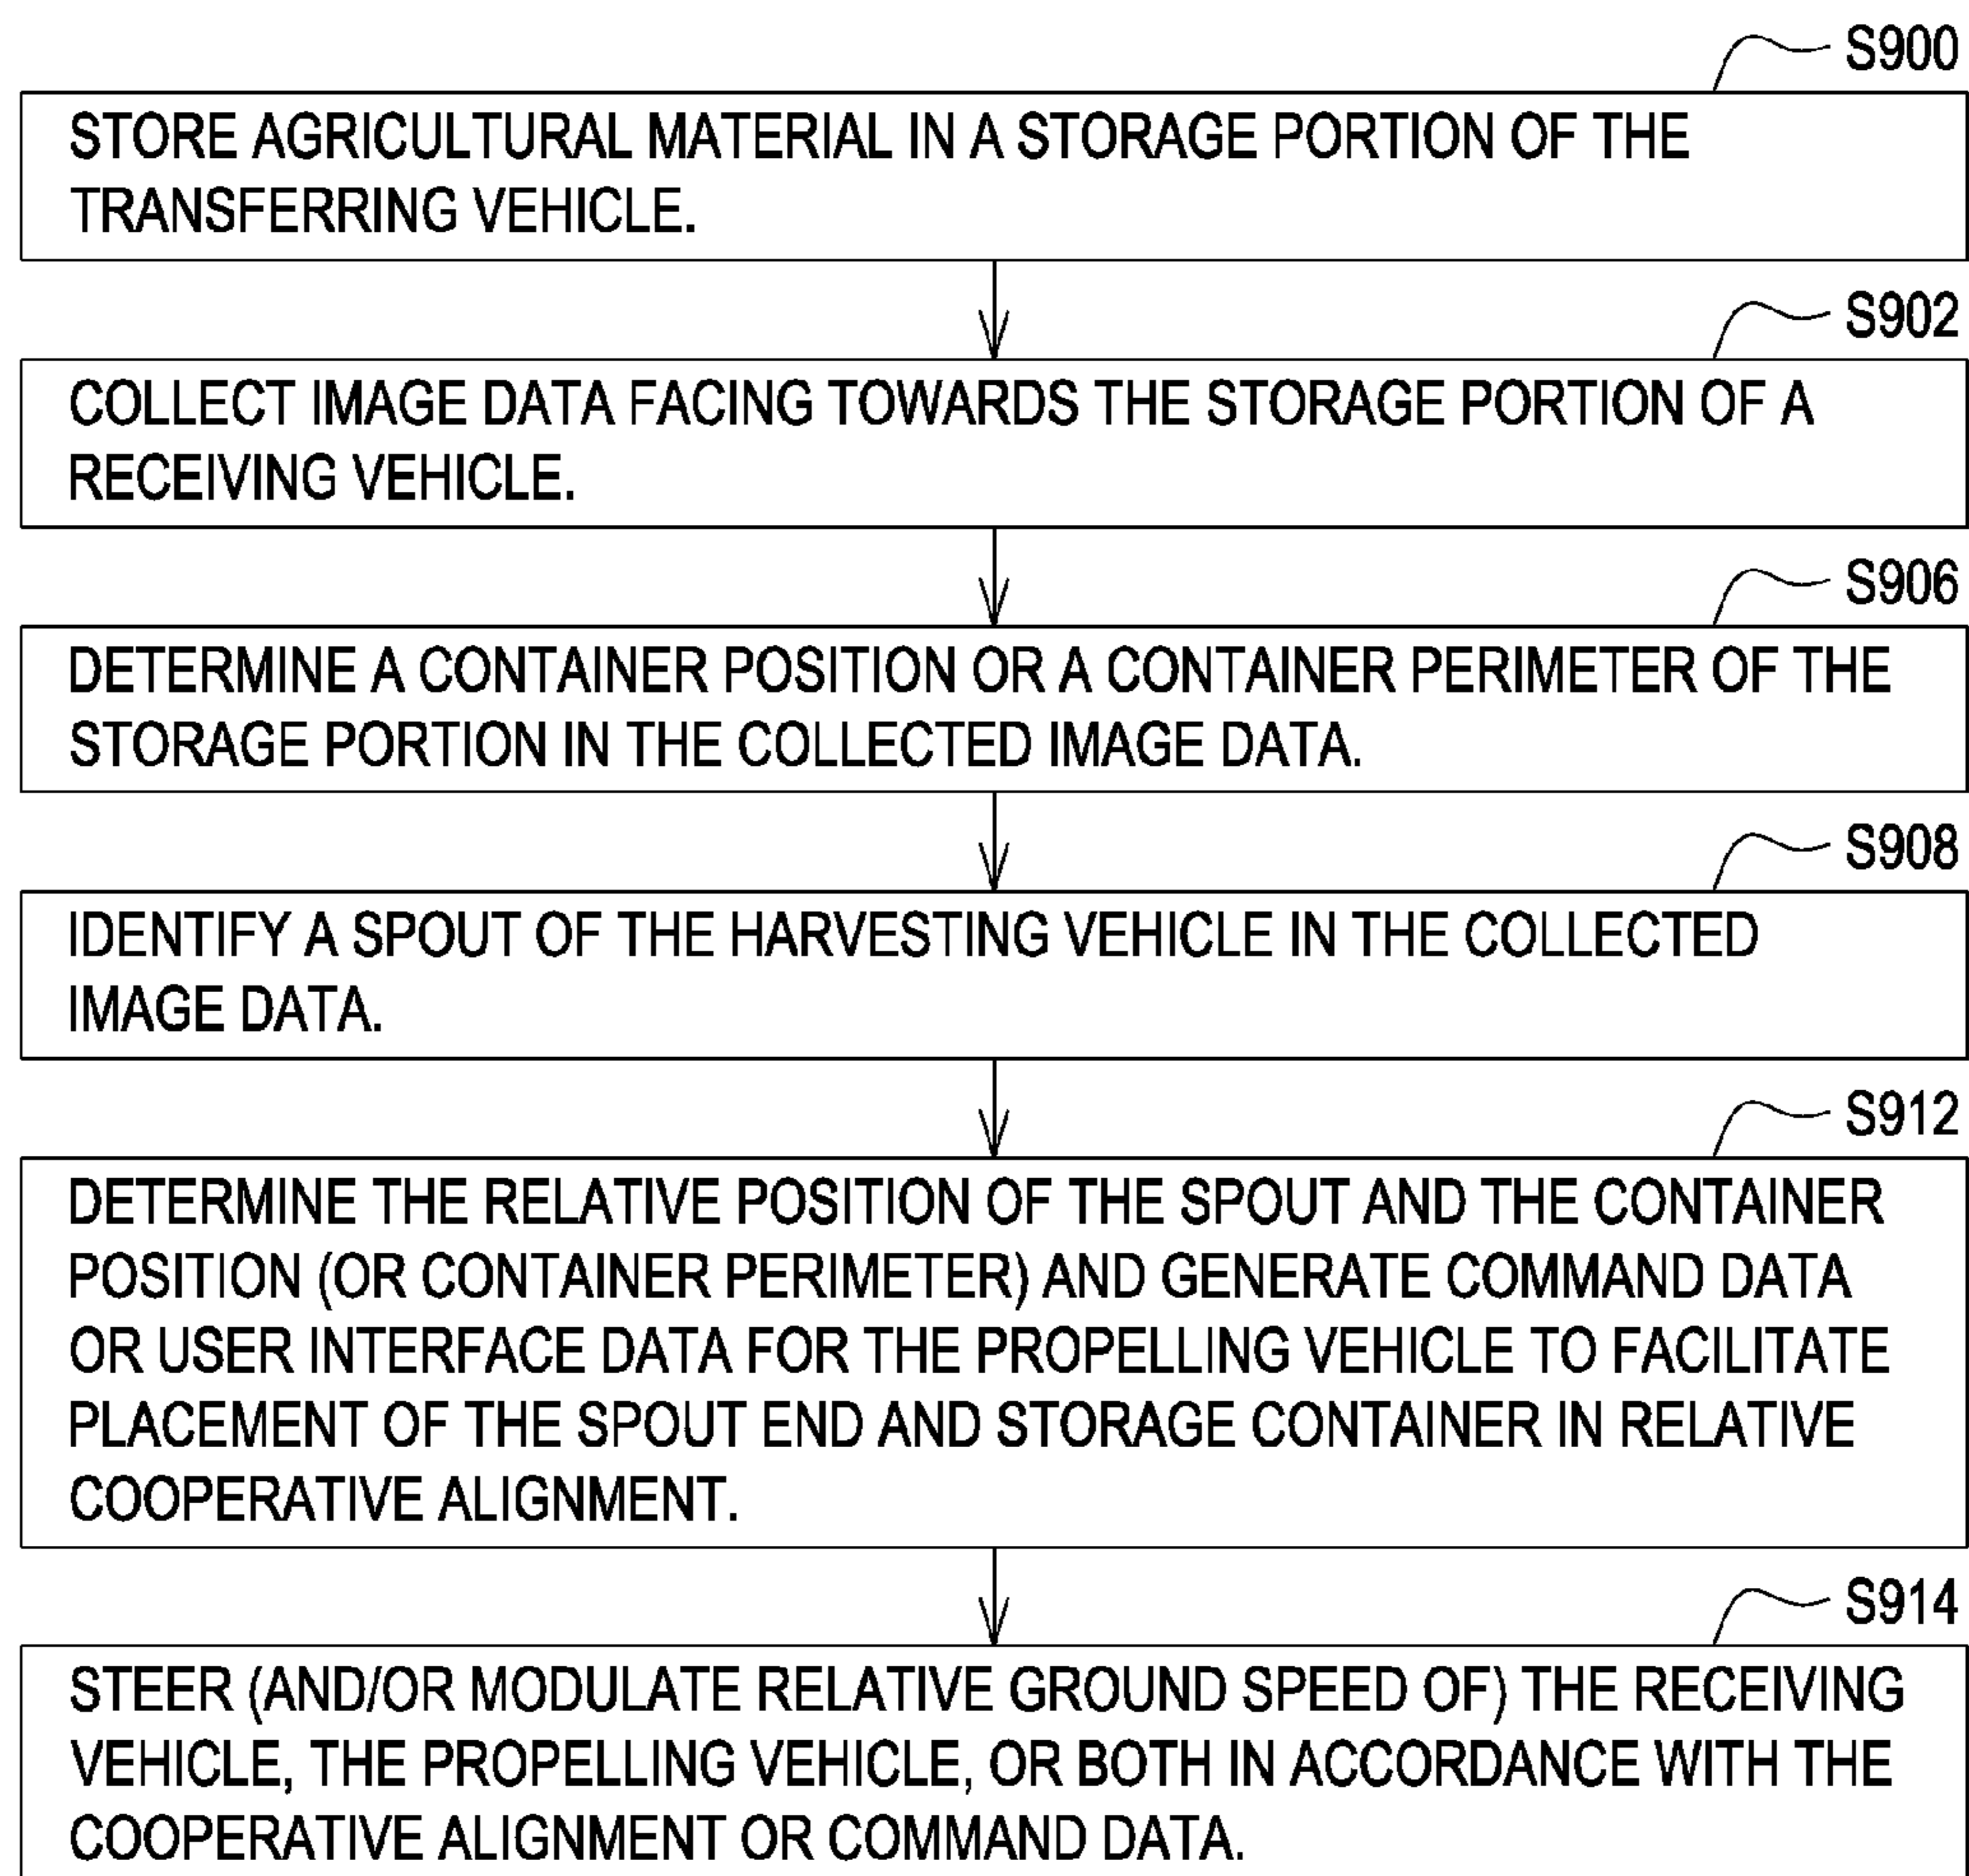 S900
STORE AGRICULTURAL MATERIAL IN A STORAGE PORTION OF THE
TRANSFERRING VEHICLE.
S902
COLLECT IMAGE DATA FACING TOWARDS THE STORAGE PORTION OF A
RECEIVING VEHICLE.
S906
DETERMINE A CONTAINER POSITION OR A CONTAINER PERIMETER OF THE
STORAGE PORTION IN THE COLLECTED IMAGE DATA.
S908
IDENTIFY A SPOUT OF THE HARVESTING VEHICLE IN THE COLLECTED
IMAGE DATA.
S912
DETERMINE THE RELATIVE POSITION OF THE SPOUT AND THE CONTAINER
POSITION (OR CONTAINER PERIMETER) AND GENERATE COMMAND DATA
OR USER INTERFACE DATA FOR THE PROPELLING VEHICLE TO FACILITATE
PLACEMENT OF THE SPOUT END AND STORAGE CONTAINER IN RELATIVE
COOPERATIVE ALIGNMENT.
S914
STEER (AND/OR MODULATE RELATIVE GROUND SPEED OF) THE RECEIVING
VEHICLE, THE PROPELLING VEHICLE, OR BOTH IN ACCORDANCE WITH THE
COOPERATIVE ALIGNMENT OR COMMAND DATA.